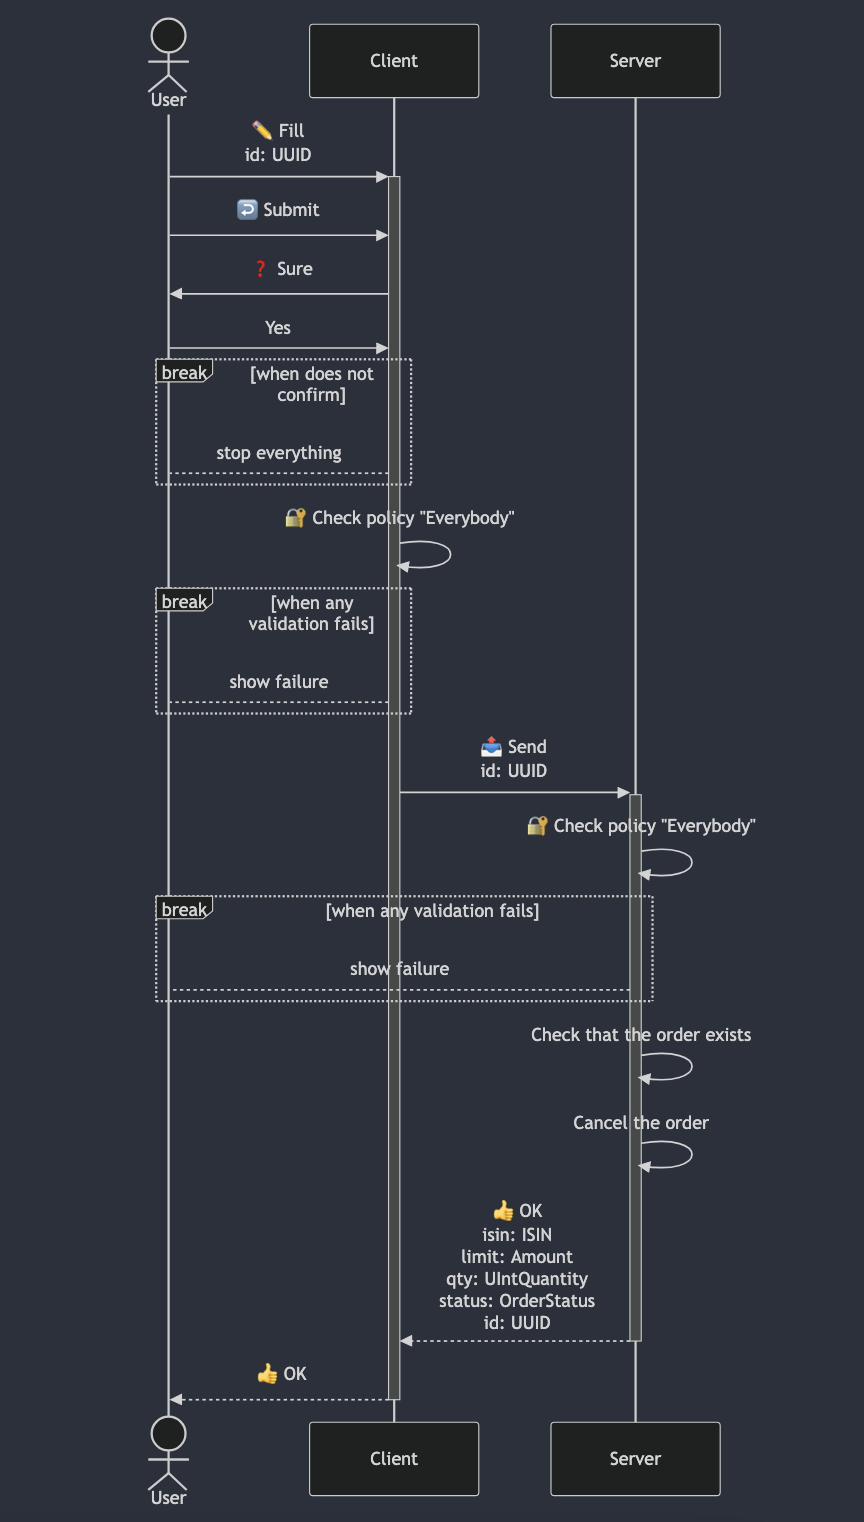 Client
Server
User
✏️ Fill
id: UUID
↩️ Submit
❓ Sure
Yes
break
[when does not
confirm]
stop everything
🔐 Check policy "Everybody"
break
[when any
validation fails]
show failure
📤 Send
id: UUID
🔐 Check policy "Everybody"
break
[when any validation fails]
show failure
Check that the order exists
Cancel the order
👍 OK
isin: ISIN
limit: Amount
qty: UIntQuantity
status: OrderStatus
id: UUID
👍 OK
Client
Server
User